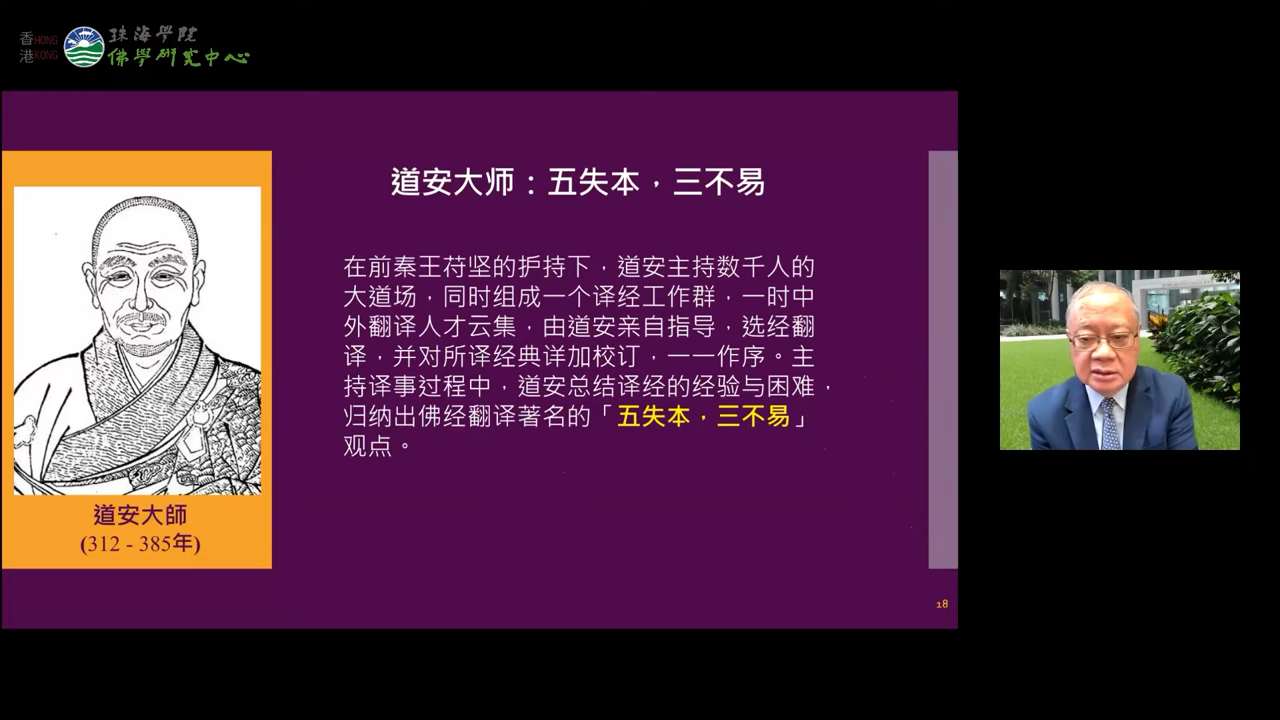 香 HONG
港 KONG
珠海學院
佛學研究中心
道安大师：五失本，三不易
在前秦王苻坚的护持下，道安主持数千人的
大道场，同时组成一个译经工作群，一时中
外翻译人才云集，由道安亲自指导，选经翻
译，并对所译经典详加校订，一一作序。主
持译事过程中，道安总结译经的经验与困难，
归纳出佛经翻译著名的「五失本，三不易」
观点。
道安大師
(312 - 385年)
18